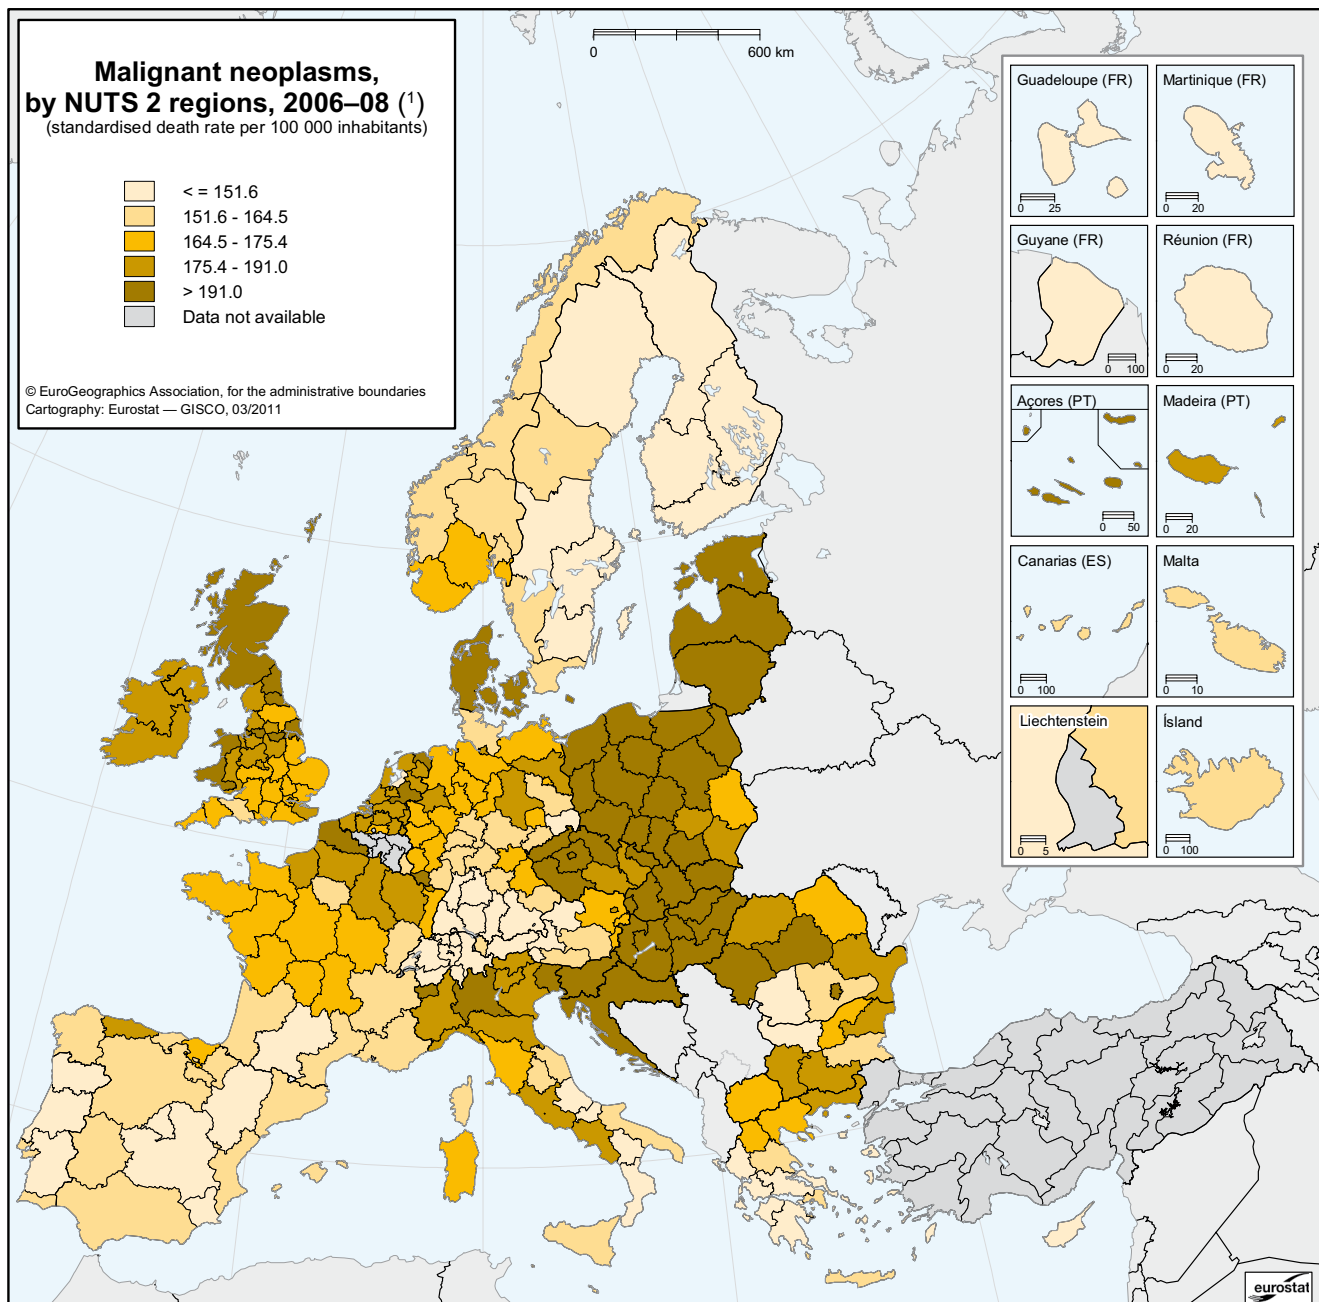 Malignant neoplasms,
by NUTS 2 regions, 2006–08 (¹)
(standardised death rate per 100 000 inhabitants)
< = 151.6
151.6 - 164.5
164.5 - 175.4
175.4 - 191.0
> 191.0
Data not available
© EuroGeographics Association, for the administrative boundaries
Cartography: Eurostat — GISCO, 03/2011
0 600 km
Guadeloupe (FR)
0 25
Martinique (FR)
0 20
Guyane (FR)
0 100
Réunion (FR)
0 20
Açores (PT)
0 50
Madeira (PT)
0 20
Canarias (ES)
0 100
Malta
0 10
Liechtenstein
0 5
Ísland
0 100
eurostat